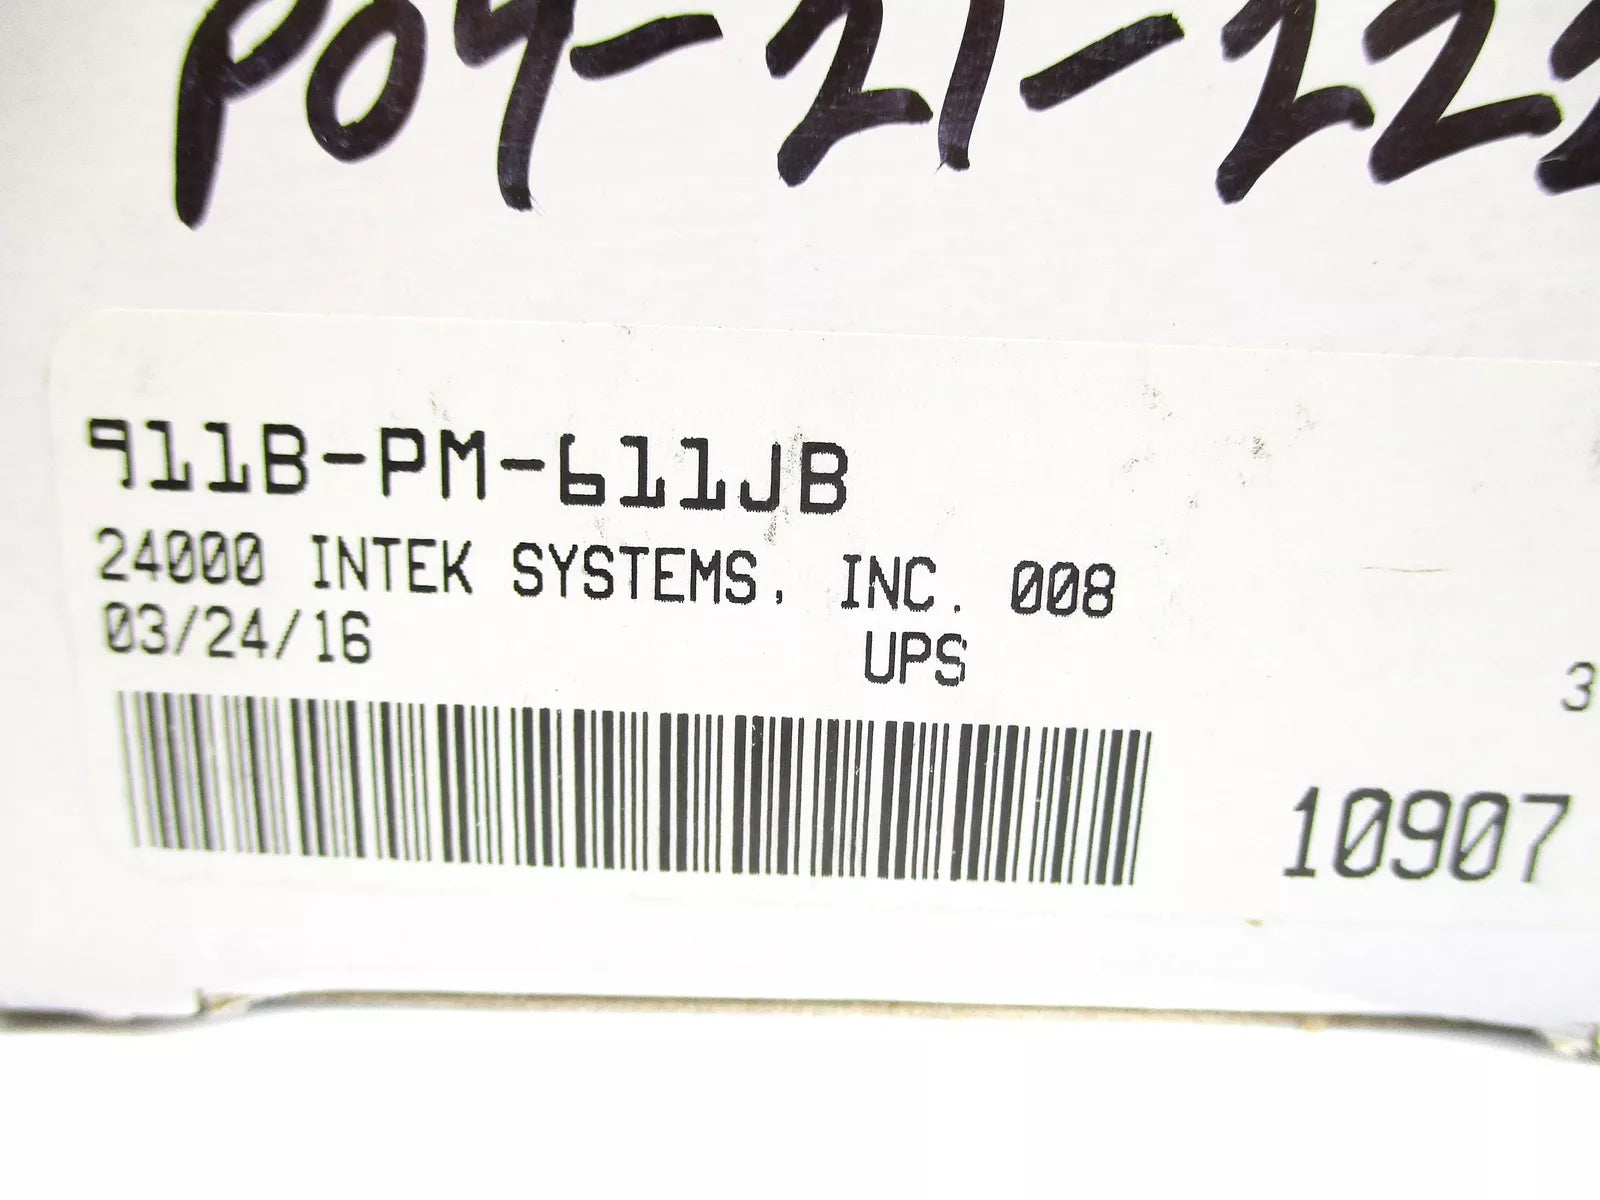 P09-21-222
911B-PM-611JB
24000 INTEK SYSTEMS, INC. 008
03/24/16 UPS
3
10907